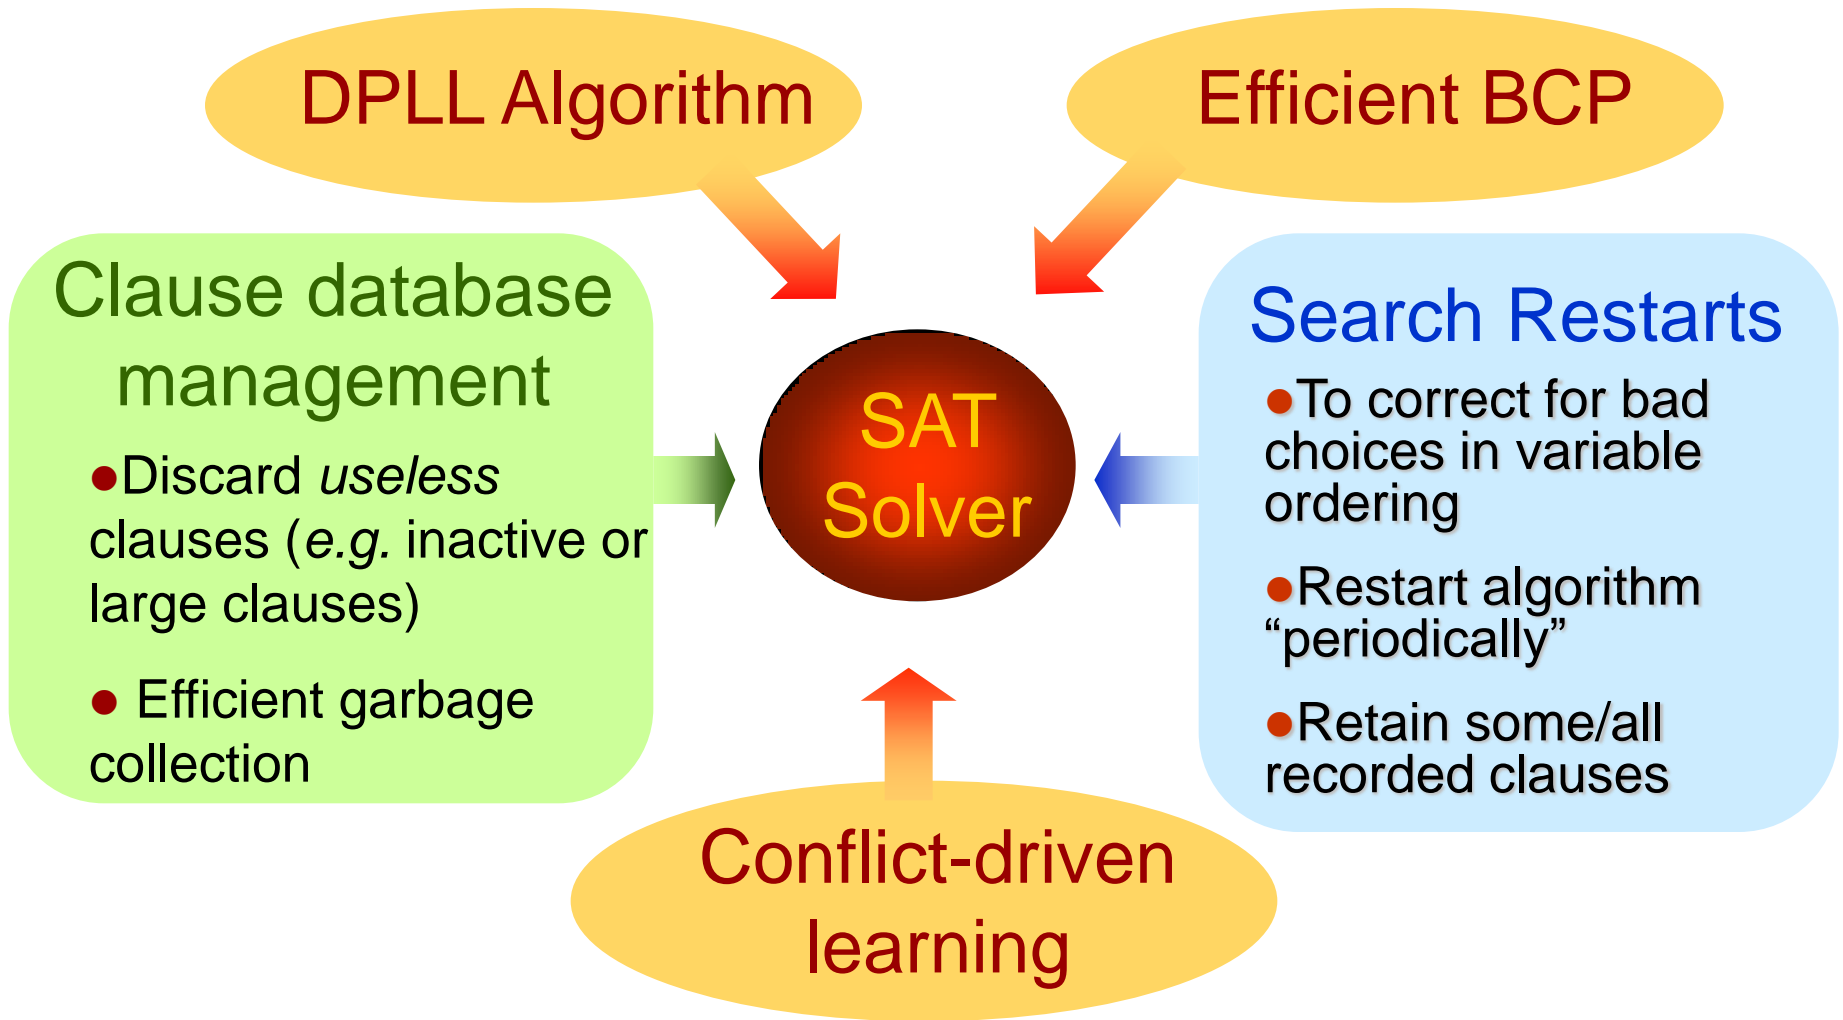 DPLL Algorithm
Efficient BCP
Clause database
management
●Discard useless
clauses (e.g. inactive or
large clauses)
● Efficient garbage
collection
SAT
Solver
Search Restarts
●To correct for bad
choices in variable
ordering
●Restart algorithm
“periodically”
●Retain some/all
recorded clauses
Conflict-driven
learning